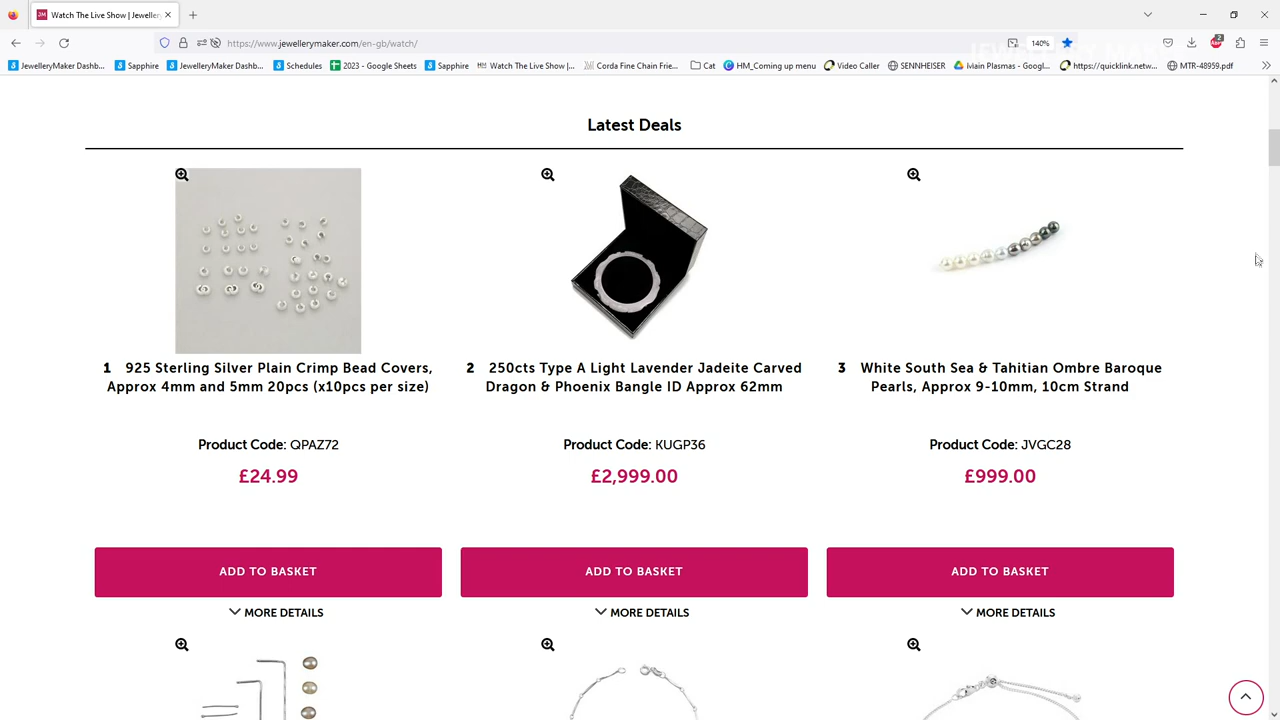 Watch The Live Show | Jeweller
https://www.jewellerymaker.com/en-gb/watch/
140%
2
JewelleryMaker Dashb...
Sapphire
JewelleryMaker Dashb...
Schedules
2023 - Google Sheets
Sapphire
Watch The Live Show |...
Corda Fine Chain Frie...
Cat
HM_Coming up menu
Video Caller
SENNHEISER
Main Plasmas - Googl...
https://quicklink.netw...
MTR-48959.pdf
Latest Deals
1 925 Sterling Silver Plain Crimp Bead Covers,
Approx 4mm and 5mm 20pcs (x10pcs per size)
Product Code: QPAZ72
£24.99
ADD TO BASKET
MORE DETAILS
2 250cts Type A Light Lavender Jadeite Carved
Dragon & Phoenix Bangle ID Approx 62mm
Product Code: KUGP36
£2,999.00
ADD TO BASKET
MORE DETAILS
3 White South Sea & Tahitian Ombre Baroque
Pearls, Approx 9-10mm, 10cm Strand
Product Code: JVGC28
£999.00
ADD TO BASKET
MORE DETAILS